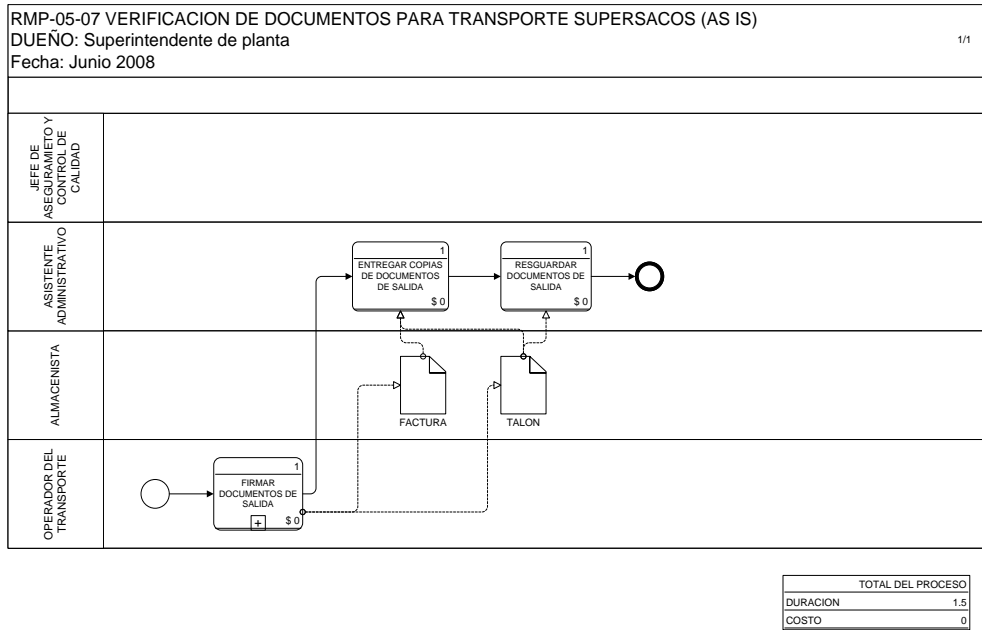 RMP-05-07 VERIFICACION DE DOCUMENTOS PARA TRANSPORTE SUPERSACOS (AS IS)
DUEÑO: Superintendente de planta
1/1
Fecha: Junio 2008
JEFE DE
ASEGURAMIETO Y
CONTROL DE
CALIDAD
ASISTENTE
ADMINISTRATIVO
1
ENTREGAR COPIAS
DE DOCUMENTOS
DE SALIDA
$ 0
1
RESGUARDAR
DOCUMENTOS DE
SALIDA
$ 0
ALMACENISTA
FACTURA
TALON
OPERADOR DEL
TRANSPORTE
1
FIRMAR
DOCUMENTOS DE
SALIDA
+
$ 0
TOTAL DEL PROCESO
DURACION 1.5
COSTO 0